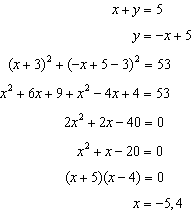 x + y = 5
y = −x + 5
(x + 3)² + (−x + 5 − 3)² = 53
x² + 6x + 9 + x² − 4x + 4 = 53
2x² + 2x − 40 = 0
x² + x − 20 = 0
(x + 5)(x − 4) = 0
x = −5, 4